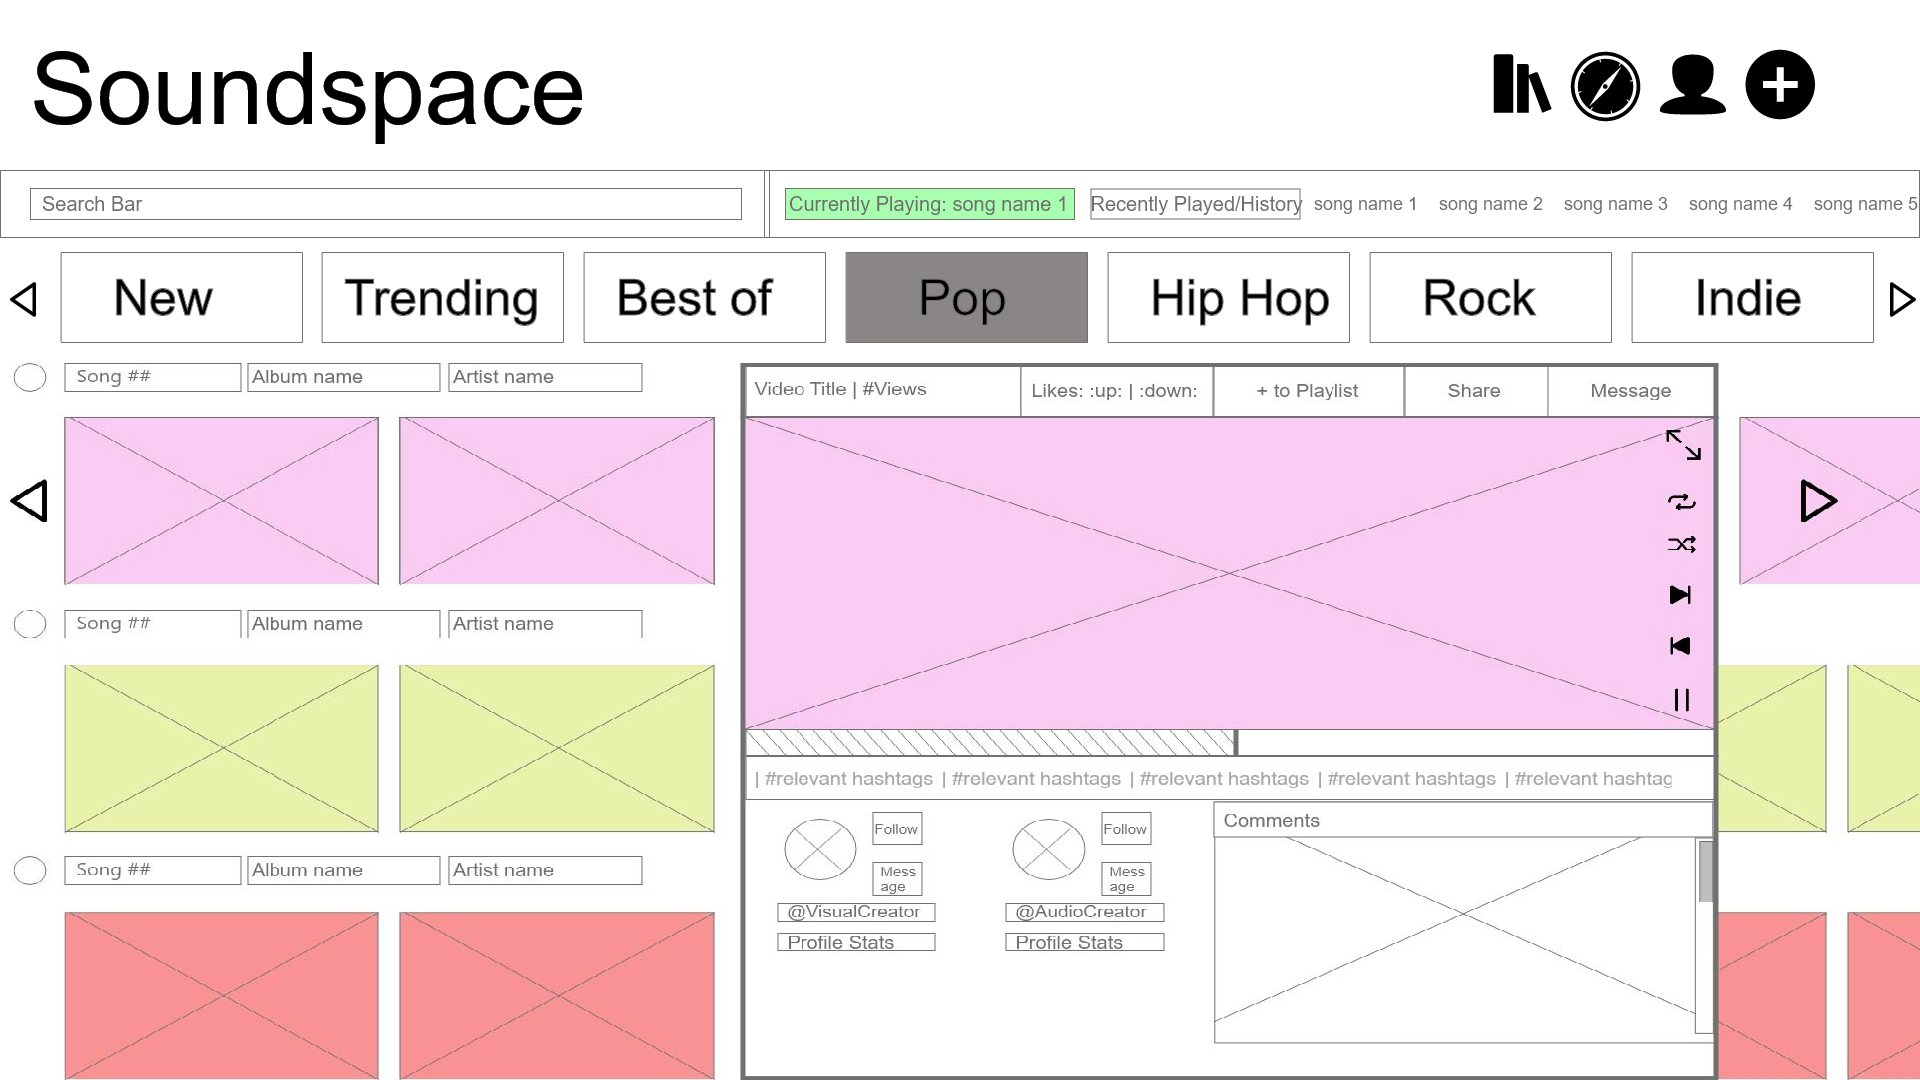 Soundspace
Search Bar
Currently Playing: song name 1
Recently Played/History
song name 1
song name 2
song name 3
song name 4
song name 5
New
Trending
Best of
Pop
Hip Hop
Rock
Indie
Song ##
Album name
Artist name
Video Title | #Views
Likes: :up: | :down:
+ to Playlist
Share
Message
Song ##
Album name
Artist name
| #relevant hashtags | #relevant hashtags | #relevant hashtags | #relevant hashtags | #relevant hashtag
Song ##
Album name
Artist name
Follow
Mess
age
@VisualCreator
Profile Stats
Follow
Mess
age
@AudioCreator
Profile Stats
Comments